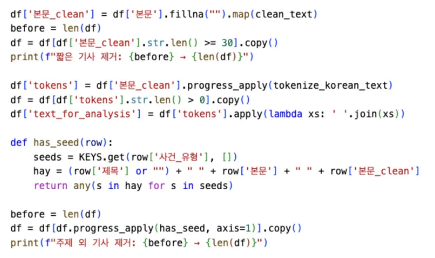 df['본문_clean'] = df['본문'].fillna("").map(clean_text)
before = len(df)
df = df[df['본문_clean'].str.len() >= 30].copy()
print(f"짧은 기사 제거: {before} → {len(df)}")

df['tokens'] = df['본문_clean'].progress_apply(tokenize_korean_text)
df = df[df['tokens'].str.len() > 0].copy()
df['text_for_analysis'] = df['tokens'].apply(lambda xs: ' '.join(xs))

def has_seed(row):
    seeds = KEYS.get(row['사건_유형'], [])
    hay = (row['제목'] or "") + " " + row['본문'] + " " + row['본문_clean']
    return any(s in hay for s in seeds)

before = len(df)
df = df[df.progress_apply(has_seed, axis=1)].copy()
print(f"주제 외 기사 제거: {before} → {len(df)}")